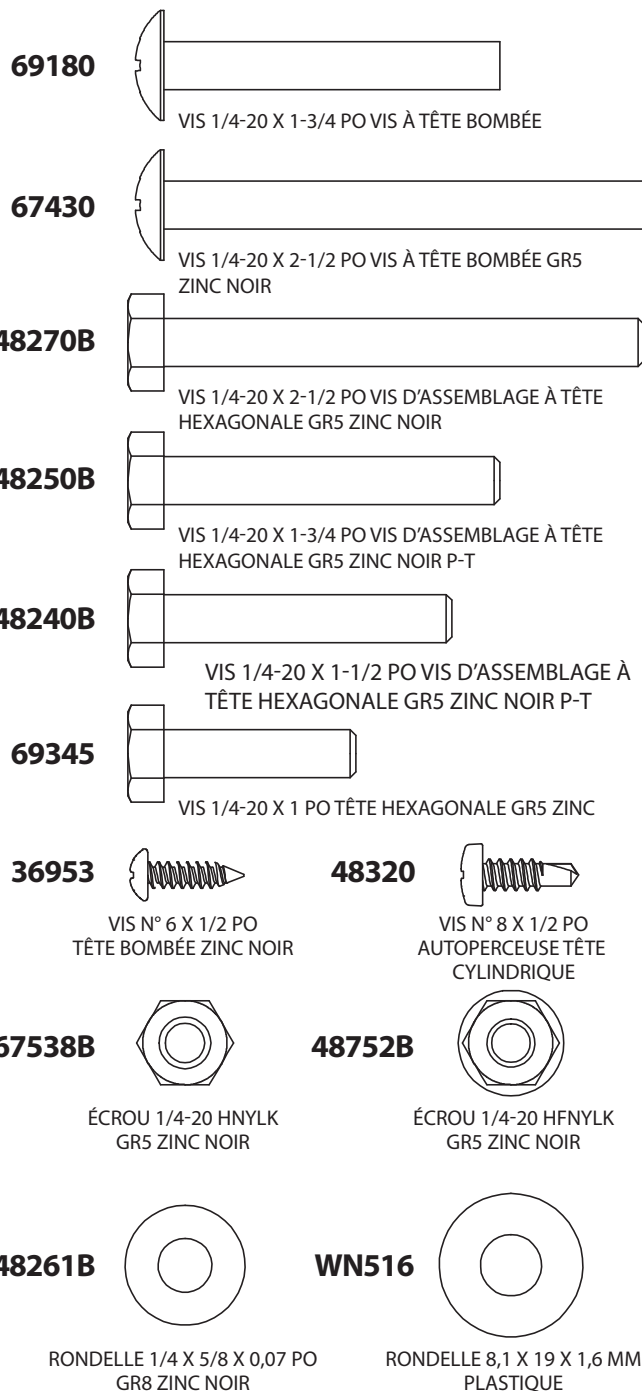 69180
VIS 1/4-20 X 1-3/4 PO VIS À TÊTE BOMBÉE
67430
VIS 1/4-20 X 2-1/2 PO VIS À TÊTE BOMBÉE GR5
ZINC NOIR
48270B
VIS 1/4-20 X 2-1/2 PO VIS D’ASSEMBLAGE À TÊTE
HEXAGONALE GR5 ZINC NOIR
48250B
VIS 1/4-20 X 1-3/4 PO VIS D’ASSEMBLAGE À TÊTE
HEXAGONALE GR5 ZINC NOIR P-T
48240B
VIS 1/4-20 X 1-1/2 PO VIS D’ASSEMBLAGE À
TÊTE HEXAGONALE GR5 ZINC NOIR P-T
69345
VIS 1/4-20 X 1 PO TÊTE HEXAGONALE GR5 ZINC
36953
VIS N° 6 X 1/2 PO
TÊTE BOMBÉE ZINC NOIR
48320
VIS N° 8 X 1/2 PO
AUTOPERCEUSE TÊTE
CYLINDRIQUE
67538B
ÉCROU 1/4-20 HNYLK
GR5 ZINC NOIR
48752B
ÉCROU 1/4-20 HFNYLK
GR5 ZINC NOIR
48261B
RONDELLE 1/4 X 5/8 X 0,07 PO
GR8 ZINC NOIR
WN516
RONDELLE 8,1 X 19 X 1,6 MM
PLASTIQUE